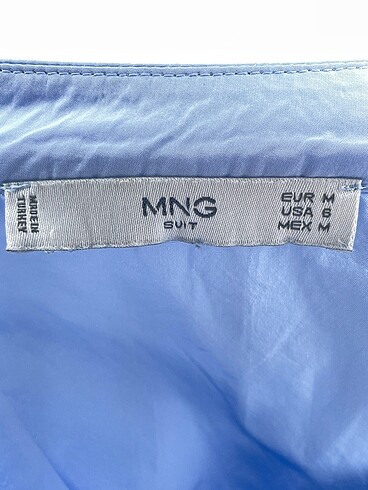 MADE IN
TURKEY
MNG
SUIT
EUR M
USA 6
MEX M